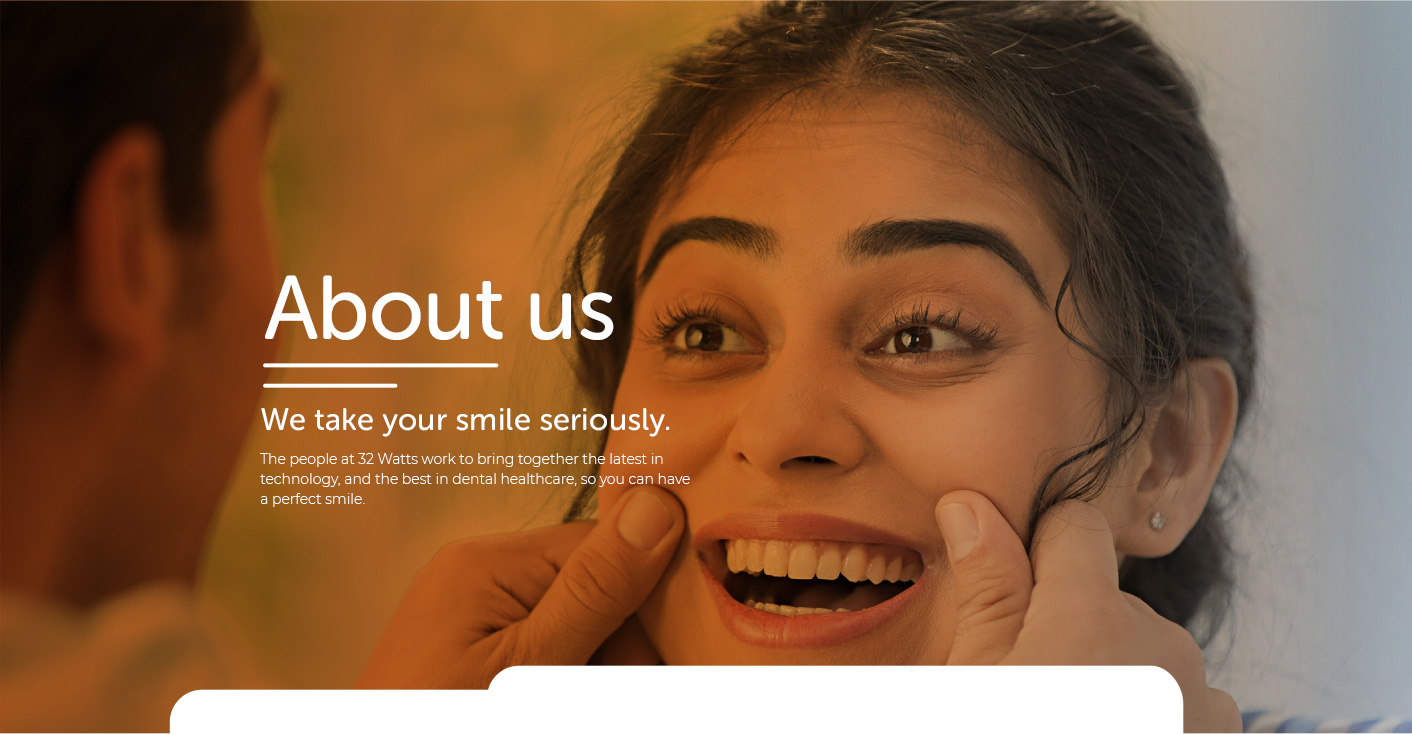 About us
We take your smile seriously.
The people at 32 Watts work to bring together the latest in
technology, and the best in dental healthcare, so you can have
a perfect smile.